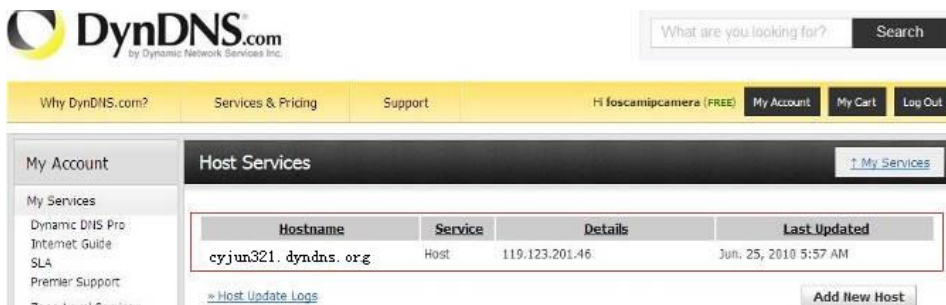 DynDNS.com
by Dynamic Network Services Inc.
What are you looking for?
Search
Why DynDNS.com?
Services & Pricing
Support
Hi foscamipcamera (FREE)
My Account
My Cart
Log Out
My Account
Host Services
↑ My Services
My Services
Dynamic DNS Pro
Internet Guide
SLA
Premier Support
Hostname Service Details Last Updated
cyjun321.dyndns.org Host 119.123.201.46 Jun. 25, 2010 5:57 AM
» Host Update Logs
Add New Host